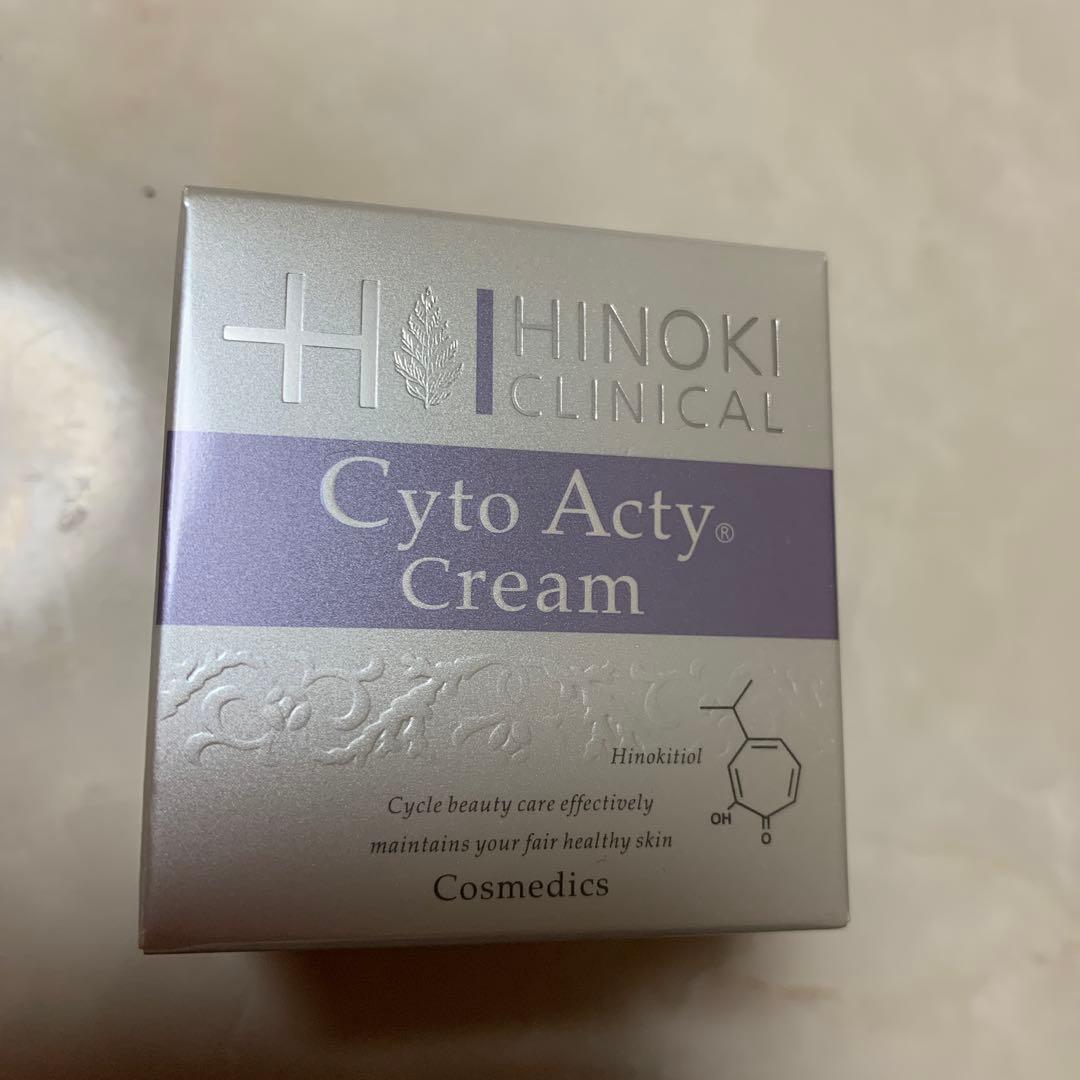 HINOKI
CLINICAL
Cyto Acty®
Cream
Hinokitiol
OH
O
Cycle beauty care effectively
maintains your fair healthy skin
Cosmedics